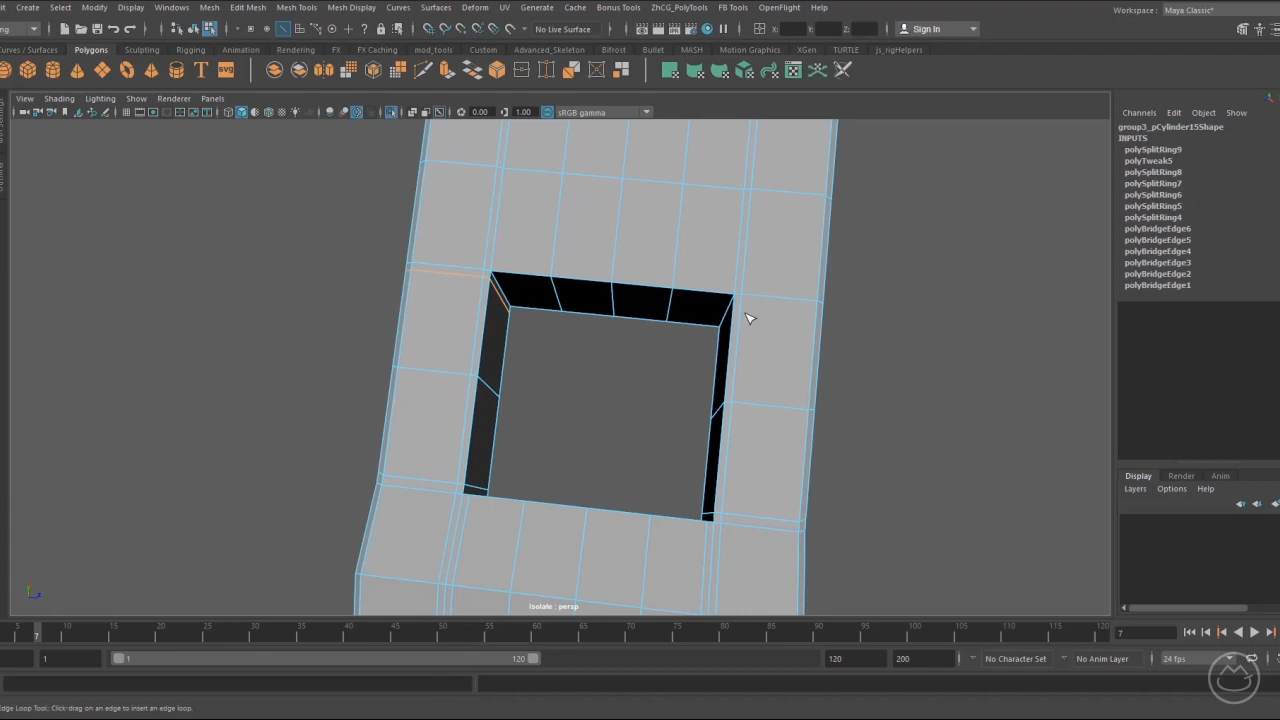 Create Select Modify Display Windows Mesh Edit Mesh Mesh Tools Mesh Display Curves Surfaces Deform UV Generate Cache Bonus Tools ZhCG_PolyTools FB Tools OpenFlight Help
Workspace : Maya Classic*
No Live Surface
Sign In
Curves / Surfaces Polygons Sculpting Rigging Animation Rendering FX FX Caching mod_tools Custom Advanced_Skeleton Bifrost Bullet MASH Motion Graphics XGen TURTLE js_rigHelpers
T svg
View Shading Lighting Show Renderer Panels
Channels Edit Object Show
0.00 1.00 sRGB gamma
group3_pCylinder15Shape
INPUTS
polySplitRing9
polyTweak5
polySplitRing8
polySplitRing7
polySplitRing6
polySplitRing5
polySplitRing4
polyBridgeEdge6
polyBridgeEdge5
polyBridgeEdge4
polyBridgeEdge3
polyBridgeEdge2
polyBridgeEdge1
Display Render Anim
Layers Options Help
Isolate : persp
5 7 10 15 20 25 30 35 40 45 50 55 60 65 70 75 80 85 90 95 100 105 110 115 120
7
1 1 120 120 200 No Character Set No Anim Layer 24 fps
Edge Loop Tool: Click-drag on an edge to insert an edge loop.